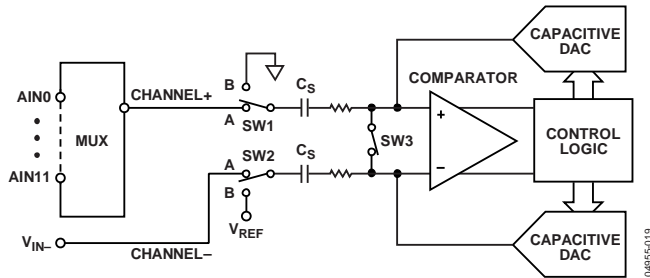 CAPACITIVE
DAC
COMPARATOR
B
CS
AIN0
CHANNEL+
A
SW1
+
MUX
SW3
CONTROL
LOGIC
A
SW2
CS
–
AIN11
B
VREF
VIN–
CHANNEL–
CAPACITIVE
DAC
04955-019